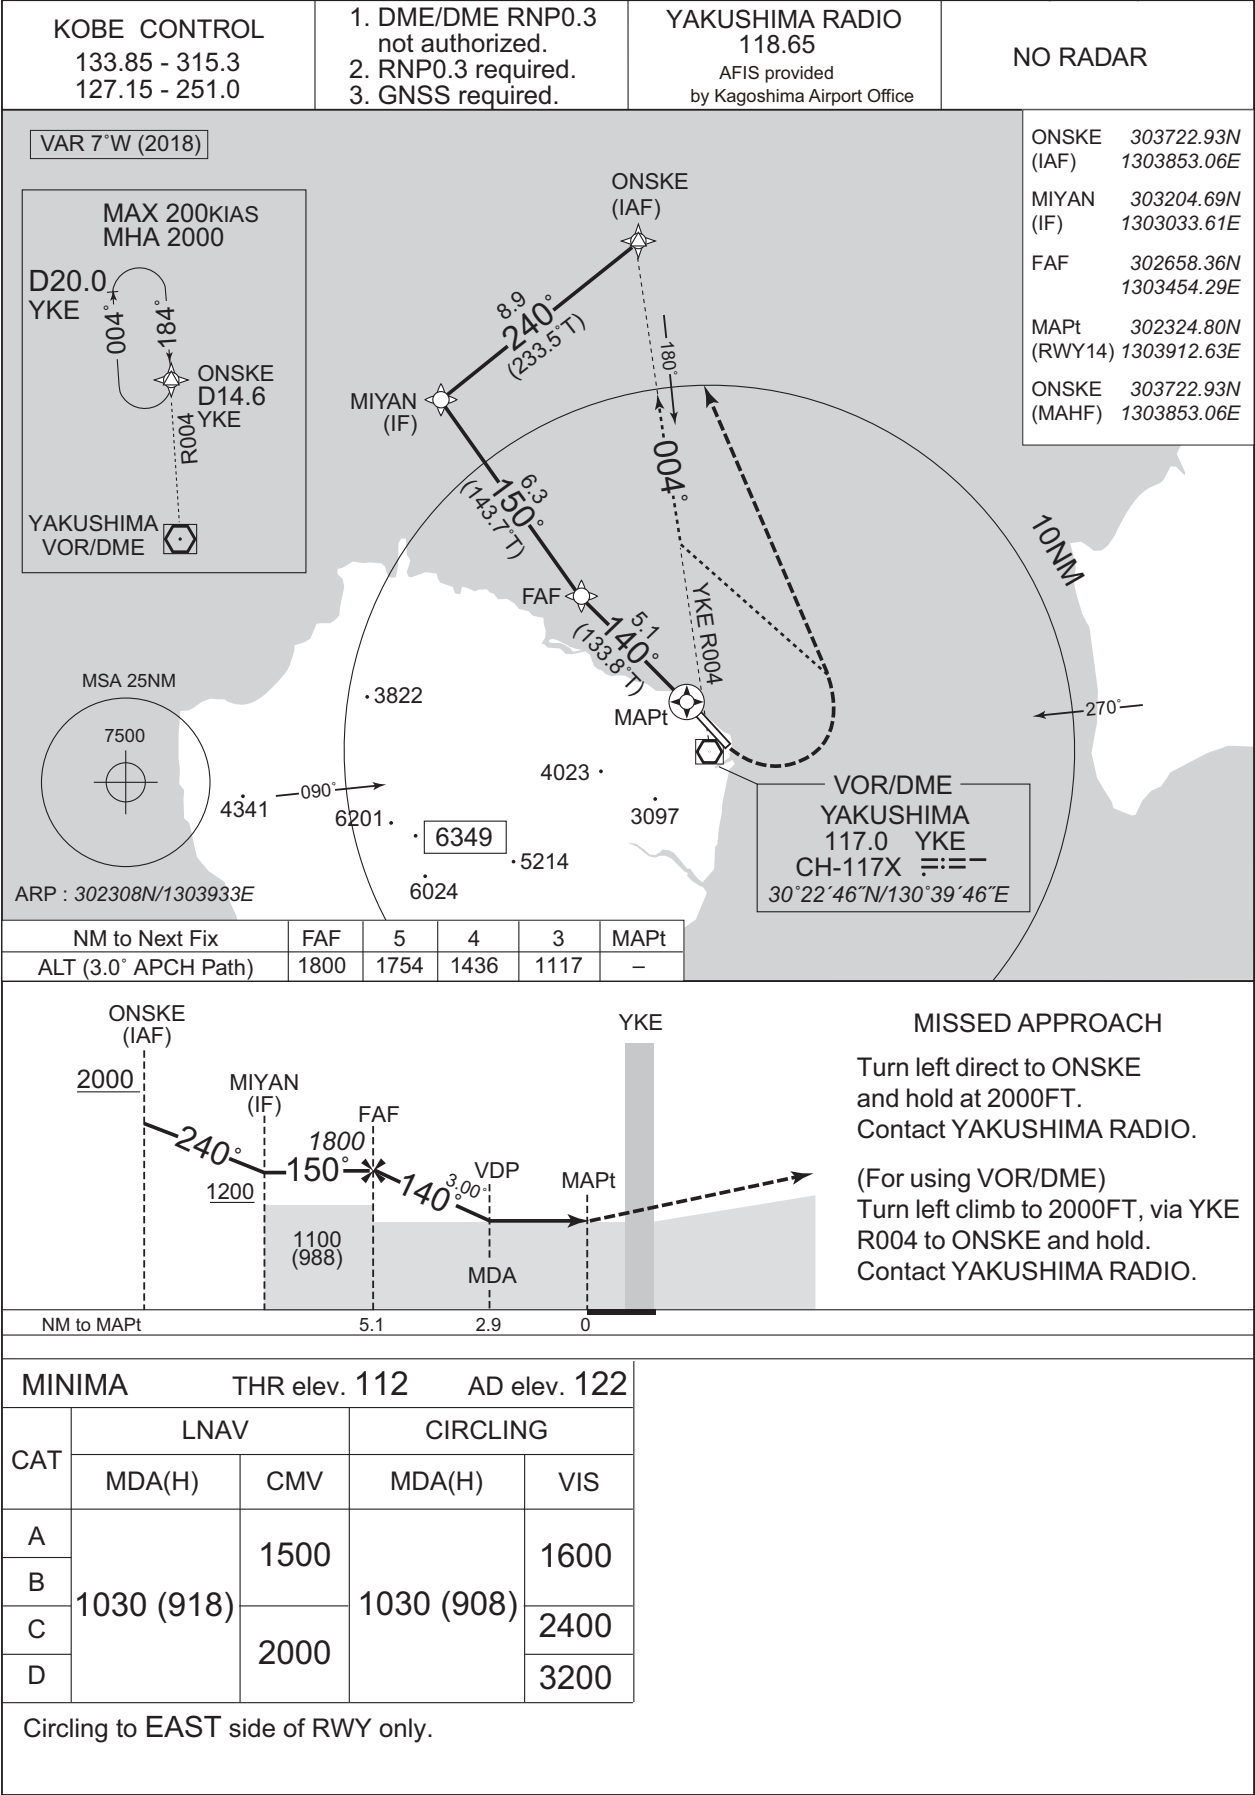 KOBE CONTROL
133.85 - 315.3
127.15 - 251.0
1. DME/DME RNP0.3
not authorized.
2. RNP0.3 required.
3. GNSS required.
YAKUSHIMA RADIO
118.65
AFIS provided
by Kagoshima Airport Office
NO RADAR
VAR 7°W (2018)
ONSKE 303722.93N
(IAF) 1303853.06E
MIYAN 303204.69N
(IF) 1303033.61E
FAF 302658.36N
1303454.29E
MAPt 302324.80N
(RWY14) 1303912.63E
ONSKE 303722.93N
(MAHF) 1303853.06E
MAX 200KIAS
MHA 2000
D20.0
YKE
004°
184°
ONSKE
D14.6
YKE
R004
YAKUSHIMA
VOR/DME
ONSKE
(IAF)
8.9
240°
(233.5°T)
MIYAN
(IF)
180°
004°
6.3
150°
(143.7°T)
10NM
FAF
5.1
140°
(133.8°T)
YKE R004
MAPt
270°
MSA 25NM
7500
3822
4341
090°
6201
6349
4023
3097
5214
6024
VOR/DME
YAKUSHIMA
117.0 YKE
CH-117X
30°22´46˝N/130°39´46˝E
ARP : 302308N/1303933E
NM to Next Fix FAF 5 4 3 MAPt
ALT (3.0° APCH Path) 1800 1754 1436 1117 –
ONSKE
(IAF)
2000
MIYAN
(IF)
FAF
YKE
240°
1800
150°
1200
140°
3.00°
VDP
MAPt
1100
(988)
MDA
NM to MAPt 5.1 2.9 0
MISSED APPROACH
Turn left direct to ONSKE
and hold at 2000FT.
Contact YAKUSHIMA RADIO.
(For using VOR/DME)
Turn left climb to 2000FT, via YKE
R004 to ONSKE and hold.
Contact YAKUSHIMA RADIO.
MINIMA THR elev. 112 AD elev. 122
CAT LNAV CIRCLING
MDA(H) CMV MDA(H) VIS
A
B
C
D
1030 (918)
1500
2000
1030 (908)
1600
2400
3200
Circling to EAST side of RWY only.